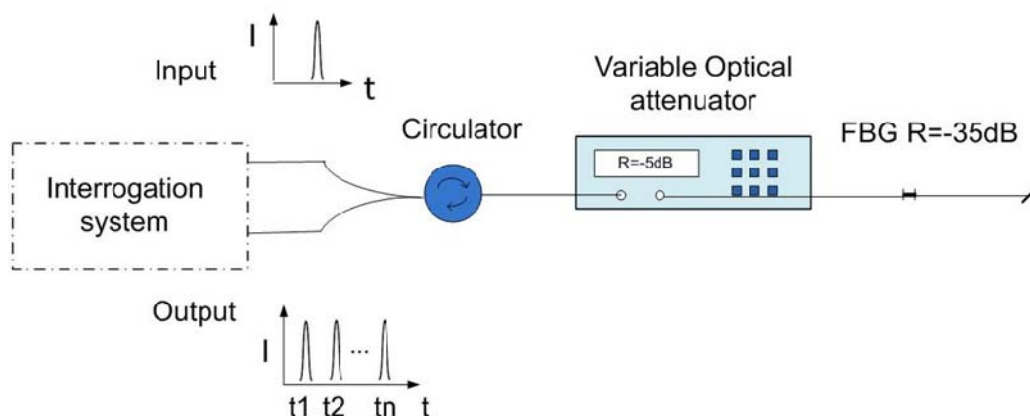 I
Input
t
Variable Optical
attenuator
Circulator
FBG R=-35dB
R=-5dB
Interrogation
system
Output
I
...
t1 t2 tn t